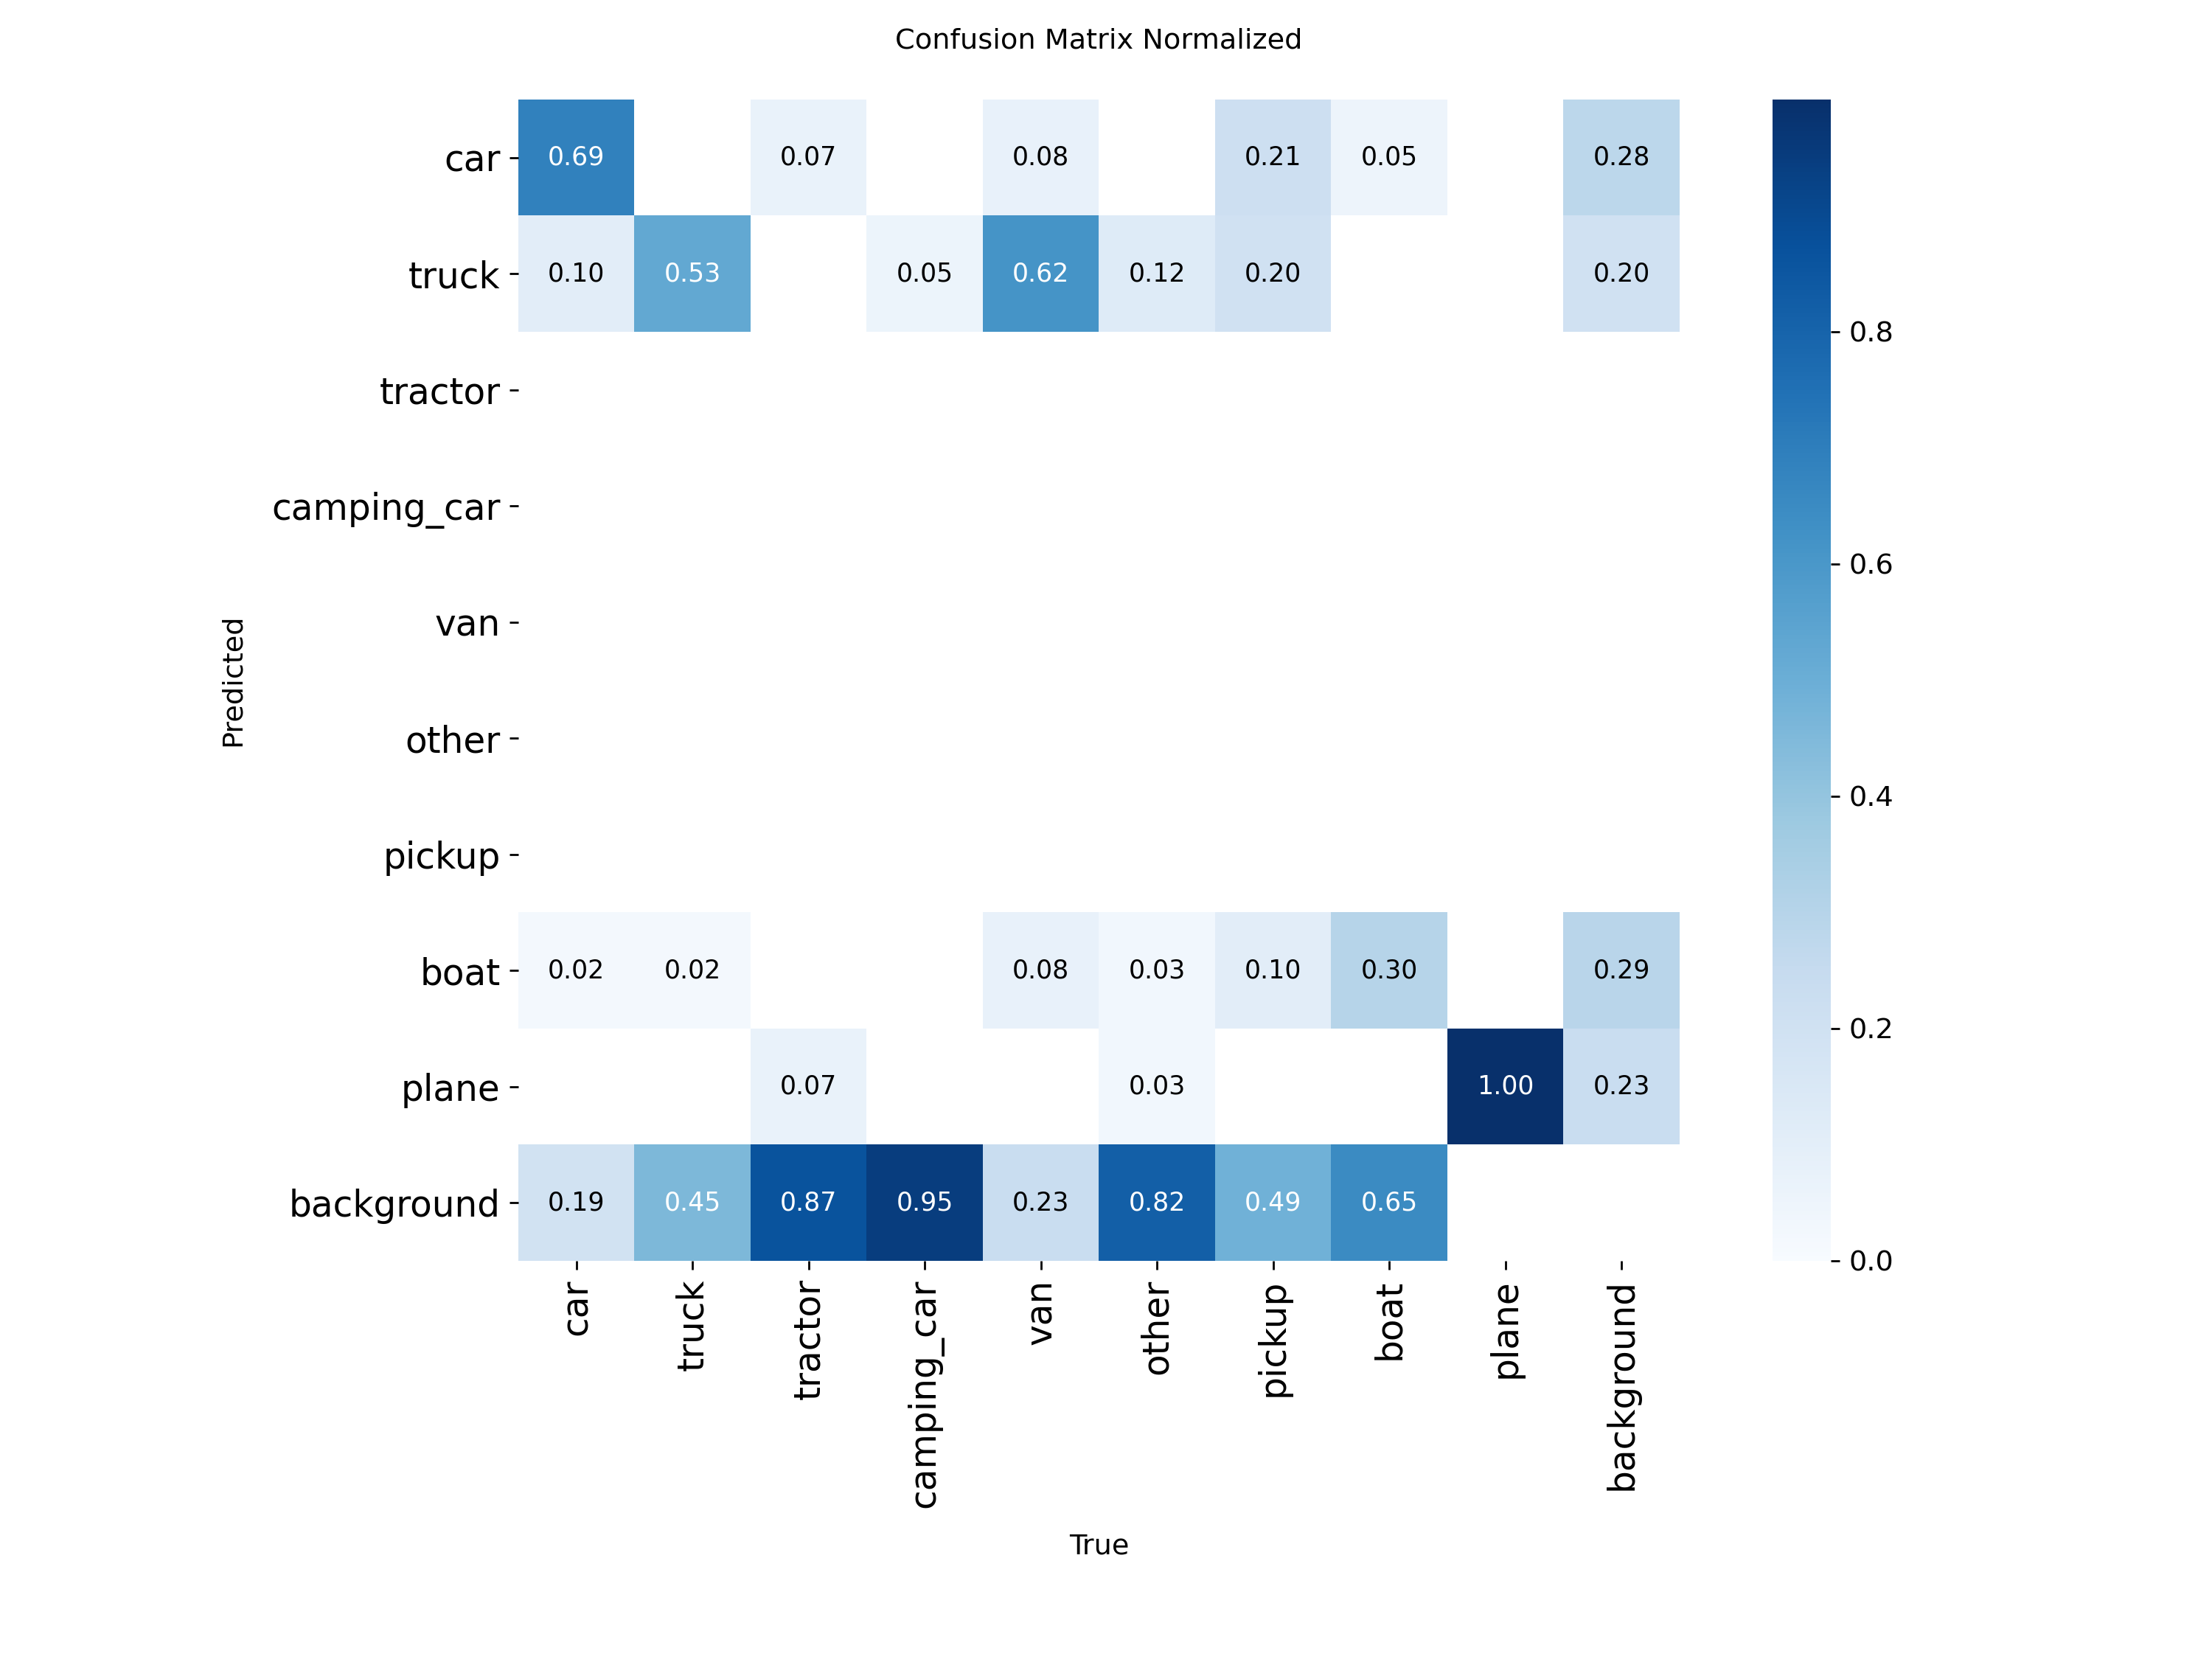 Confusion Matrix Normalized
car 0.69 0.07 0.08 0.21 0.05 0.28
truck 0.10 0.53 0.05 0.62 0.12 0.20 0.20
tractor
camping_car
van
other
pickup
boat 0.02 0.02 0.08 0.03 0.10 0.30 0.29
plane 0.07 0.03 1.00 0.23
background 0.19 0.45 0.87 0.95 0.23 0.82 0.49 0.65
Predicted
car truck tractor camping_car van other pickup boat plane background
True
0.8
0.6
0.4
0.2
0.0